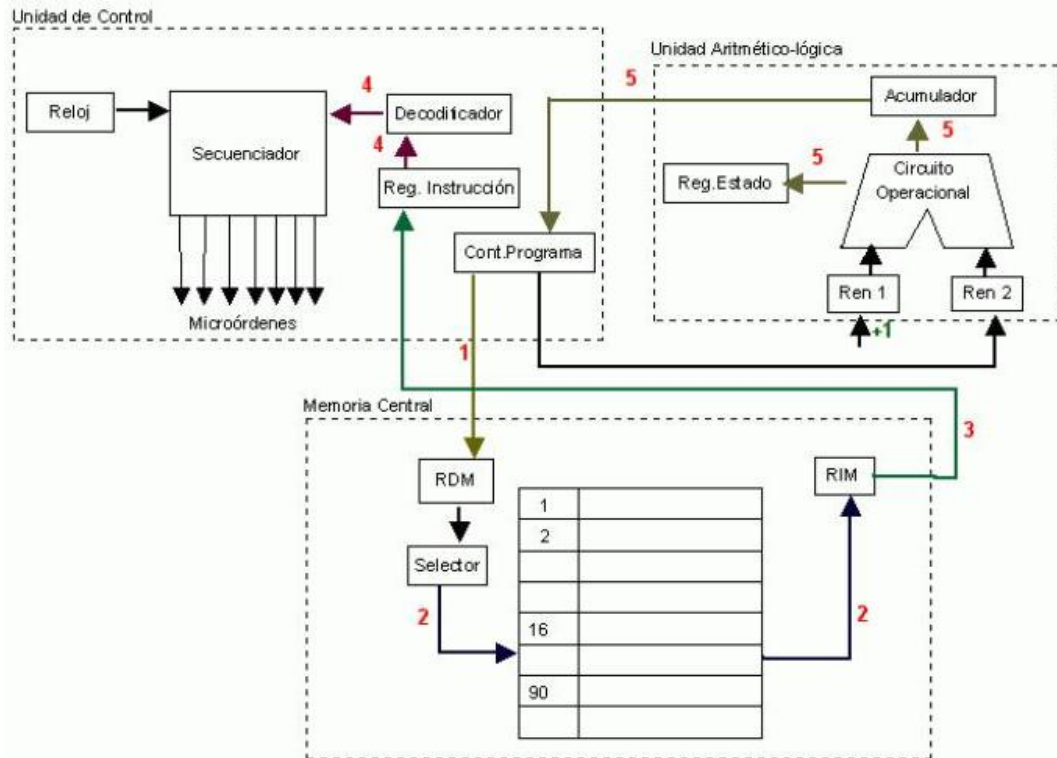 Unidad de Control
Unidad Aritmético-lógica
Reloj
Secuenciador
4
Decodificador
4
Reg. Instrucción
Cont.Programa
Microórdenes
5
Acumulador
5
5
Reg.Estado
Circuito
Operacional
Ren 1
Ren 2
+1
1
3
Memoria Central
RDM
RIM
Selector
2
2
1
2
16
90